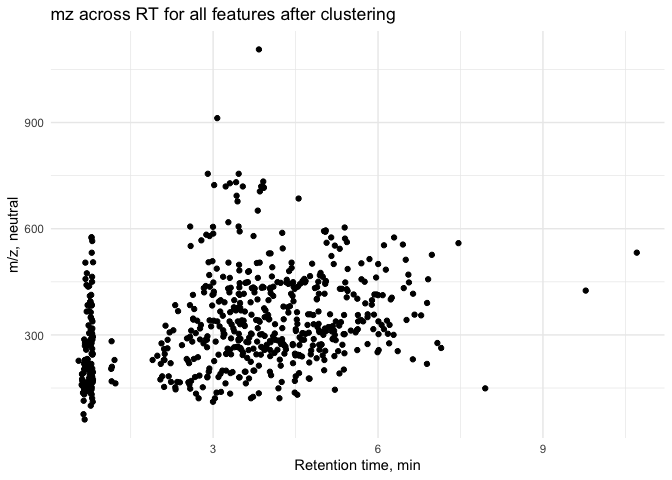 mz across RT for all features after clustering
900
600
300
m/z, neutral
3 6 9
Retention time, min